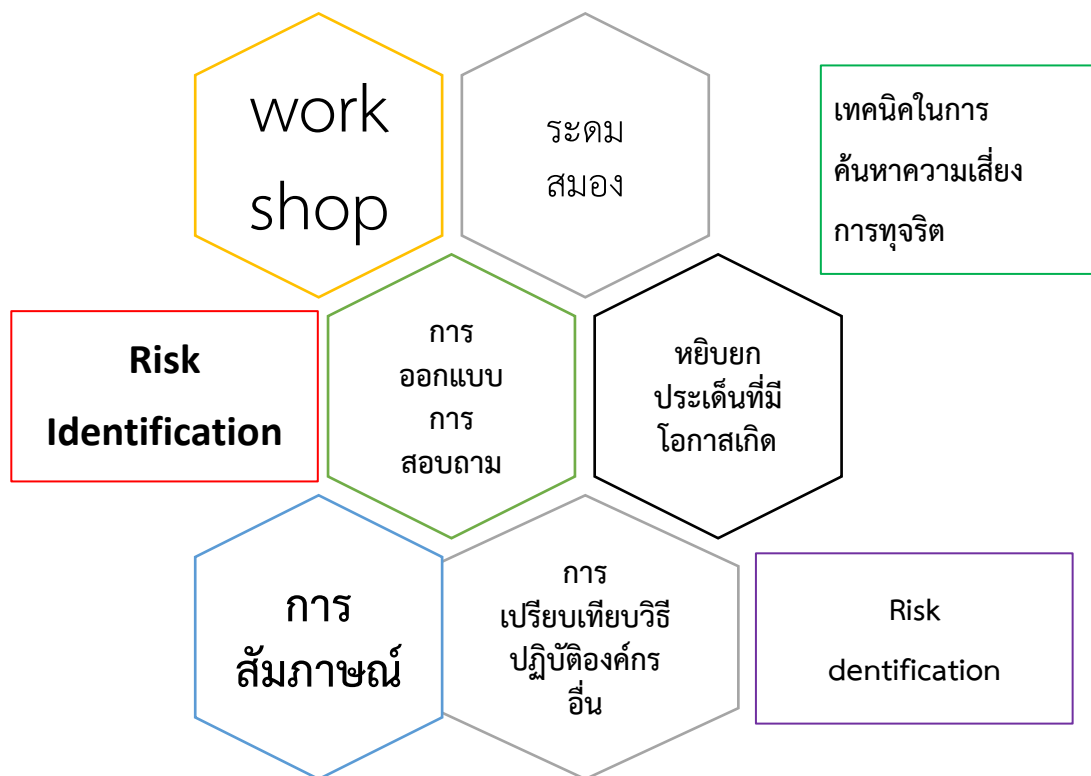 work
shop
ระดม
สมอง
เทคนิคในการ
ค้นหาความเสี่ยง
การทุจริต
Risk
Identification
การ
ออกแบบ
การ
สอบถาม
หยิบยก
ประเด็นที่มี
โอกาสเกิด
การ
สัมภาษณ์
การ
เปรียบเทียบวิธี
ปฏิบัติองค์กร
อื่น
Risk
dentification